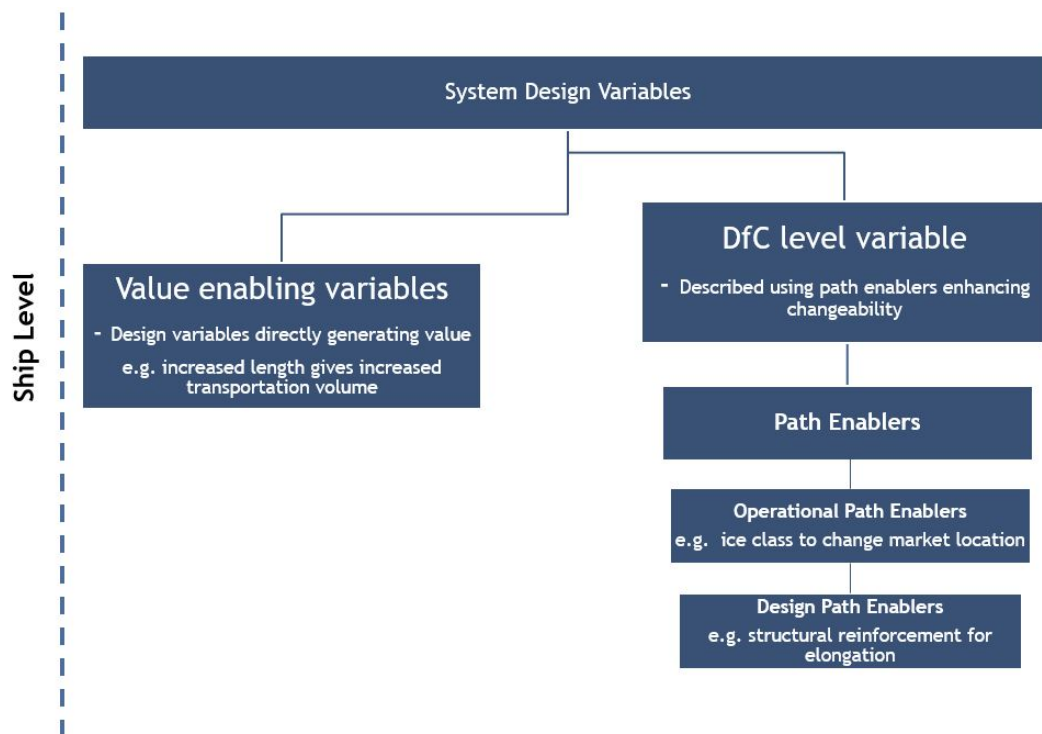 Ship Level
System Design Variables
Value enabling variables
- Design variables directly generating value
e.g. increased length gives increased
transportation volume
DfC level variable
- Described using path enablers enhancing
changeability
Path Enablers
Operational Path Enablers
e.g. ice class to change market location
Design Path Enablers
e.g. structural reinforcement for
elongation